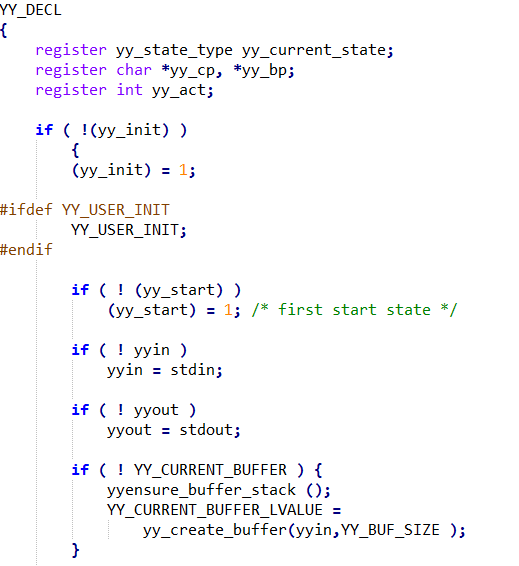 YY_DECL
{
    register yy_state_type yy_current_state;
    register char *yy_cp, *yy_bp;
    register int yy_act;

    if ( !(yy_init) )
        {
        (yy_init) = 1;

#ifdef YY_USER_INIT
        YY_USER_INIT;
#endif

        if ( ! (yy_start) )
            (yy_start) = 1; /* first start state */

        if ( ! yyin )
            yyin = stdin;

        if ( ! yyout )
            yyout = stdout;

        if ( ! YY_CURRENT_BUFFER ) {
            yyensure_buffer_stack ();
            YY_CURRENT_BUFFER_LVALUE =
                yy_create_buffer(yyin,YY_BUF_SIZE );
        }